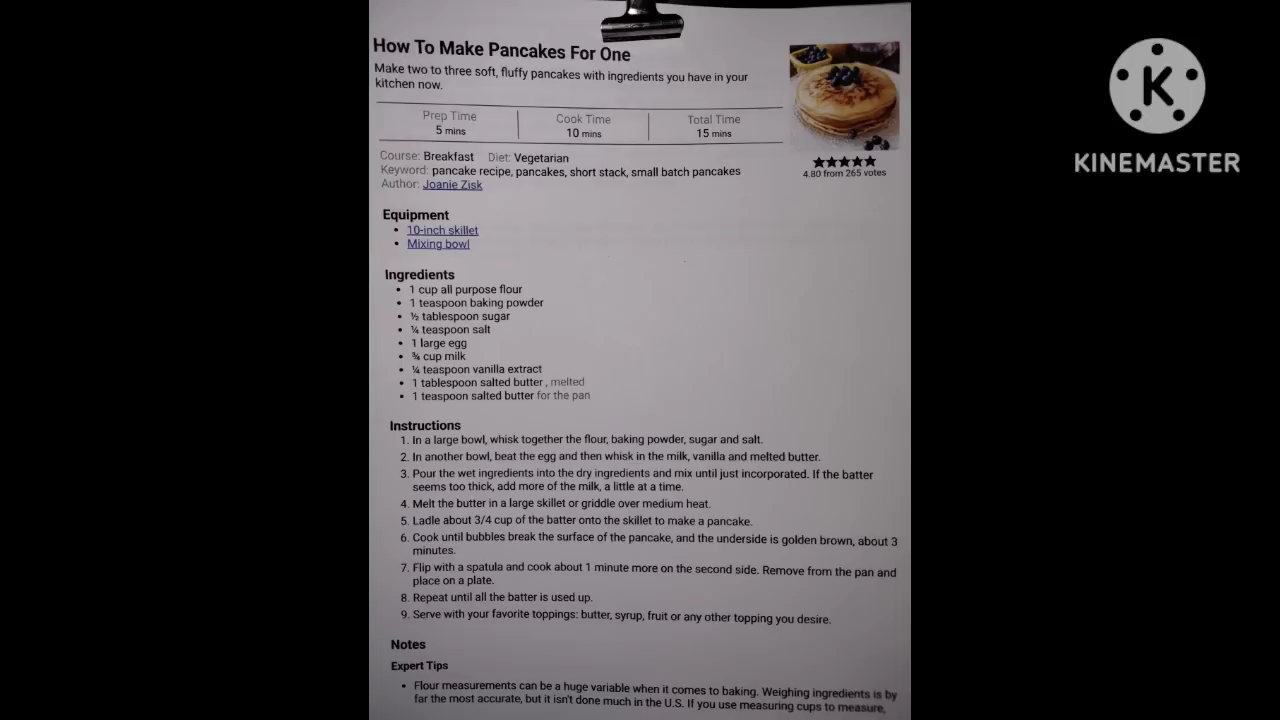 How To Make Pancakes For One
Make two to three soft, fluffy pancakes with ingredients you have in your
kitchen now.
Prep Time
5 mins
Cook Time
10 mins
Total Time
15 mins
★★★★★
4.80 from 265 votes
Course: Breakfast Diet: Vegetarian
Keyword: pancake recipe, pancakes, short stack, small batch pancakes
Author: Joanie Zisk
Equipment
• 10-inch skillet
• Mixing bowl
Ingredients
• 1 cup all purpose flour
• 1 teaspoon baking powder
• ½ tablespoon sugar
• ¼ teaspoon salt
• 1 large egg
• ¾ cup milk
• ¼ teaspoon vanilla extract
• 1 tablespoon salted butter , melted
• 1 teaspoon salted butter for the pan
Instructions
1. In a large bowl, whisk together the flour, baking powder, sugar and salt.
2. In another bowl, beat the egg and then whisk in the milk, vanilla and melted butter.
3. Pour the wet ingredients into the dry ingredients and mix until just incorporated. If the batter
seems too thick, add more of the milk, a little at a time.
4. Melt the butter in a large skillet or griddle over medium heat.
5. Ladle about 3/4 cup of the batter onto the skillet to make a pancake.
6. Cook until bubbles break the surface of the pancake, and the underside is golden brown, about 3
minutes.
7. Flip with a spatula and cook about 1 minute more on the second side. Remove from the pan and
place on a plate.
8. Repeat until all the batter is used up.
9. Serve with your favorite toppings: butter, syrup, fruit or any other topping you desire.
Notes
Expert Tips
• Flour measurements can be a huge variable when it comes to baking. Weighing ingredients is by
far the most accurate, but it isn't done much in the U.S. If you use measuring cups to measure,
K
KINEMASTER